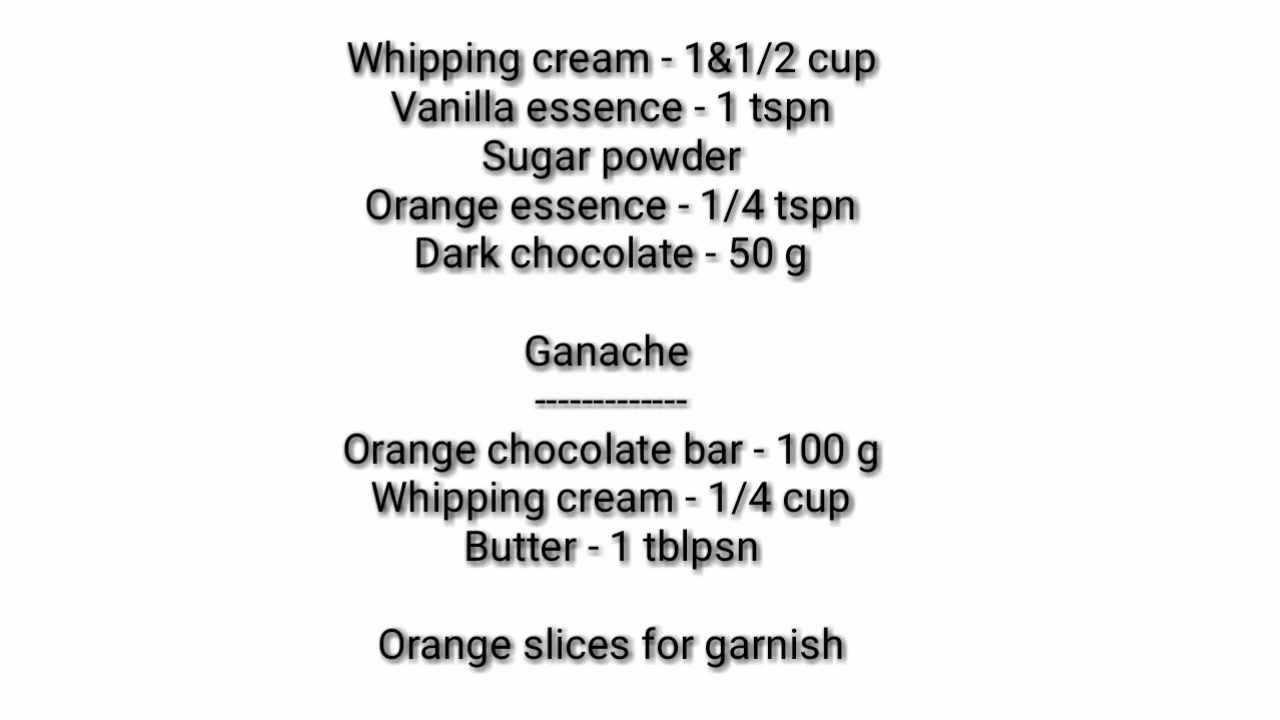 Whipping cream - 1&1/2 cup
Vanilla essence - 1 tspn
Sugar powder
Orange essence - 1/4 tspn
Dark chocolate - 50 g
Ganache
-------------
Orange chocolate bar - 100 g
Whipping cream - 1/4 cup
Butter - 1 tblpsn
Orange slices for garnish